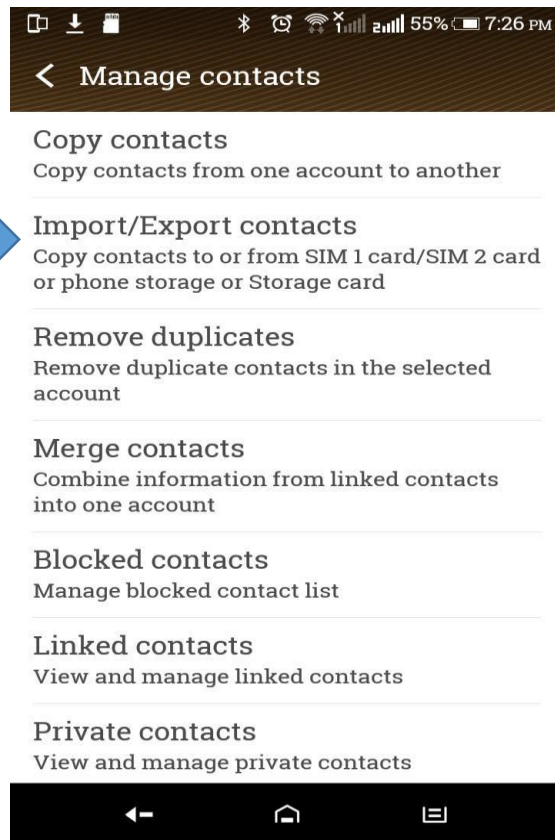 1 2 55% 7:26 PM
Manage contacts
Copy contacts
Copy contacts from one account to another
Import/Export contacts
Copy contacts to or from SIM 1 card/SIM 2 card
or phone storage or Storage card
Remove duplicates
Remove duplicate contacts in the selected
account
Merge contacts
Combine information from linked contacts
into one account
Blocked contacts
Manage blocked contact list
Linked contacts
View and manage linked contacts
Private contacts
View and manage private contacts